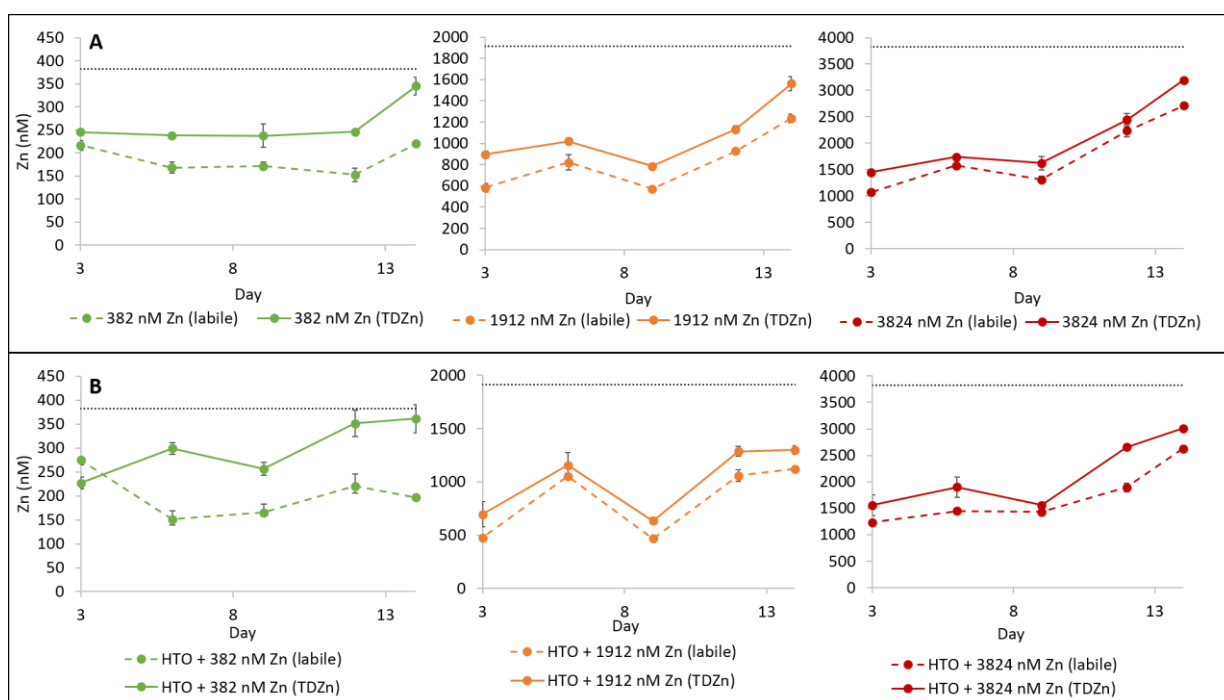 A
Zn (nM)
450
400
350
300
250
200
150
100
50
0
3 8 13
Day
382 nM Zn (labile) 382 nM Zn (TDZn)
2000
1800
1600
1400
1200
1000
800
600
400
200
0
3 8 13
Day
1912 nM Zn (labile) 1912 nM Zn (TDZn)
4000
3500
3000
2500
2000
1500
1000
500
0
3 8 13
Day
3824 nM Zn (labile) 3824 nM Zn (TDZn)
B
Zn (nM)
450
400
350
300
250
200
150
100
50
0
3 8 13
Day
HTO + 382 nM Zn (labile)
HTO + 382 nM Zn (TDZn)
2000
1500
1000
500
0
3 8 13
Day
HTO + 1912 nM Zn (labile)
HTO + 1912 nM Zn (TDZn)
4000
3500
3000
2500
2000
1500
1000
500
0
3 8 13
Day
HTO + 3824 nM Zn (labile)
HTO + 3824 nM Zn (TDZn)